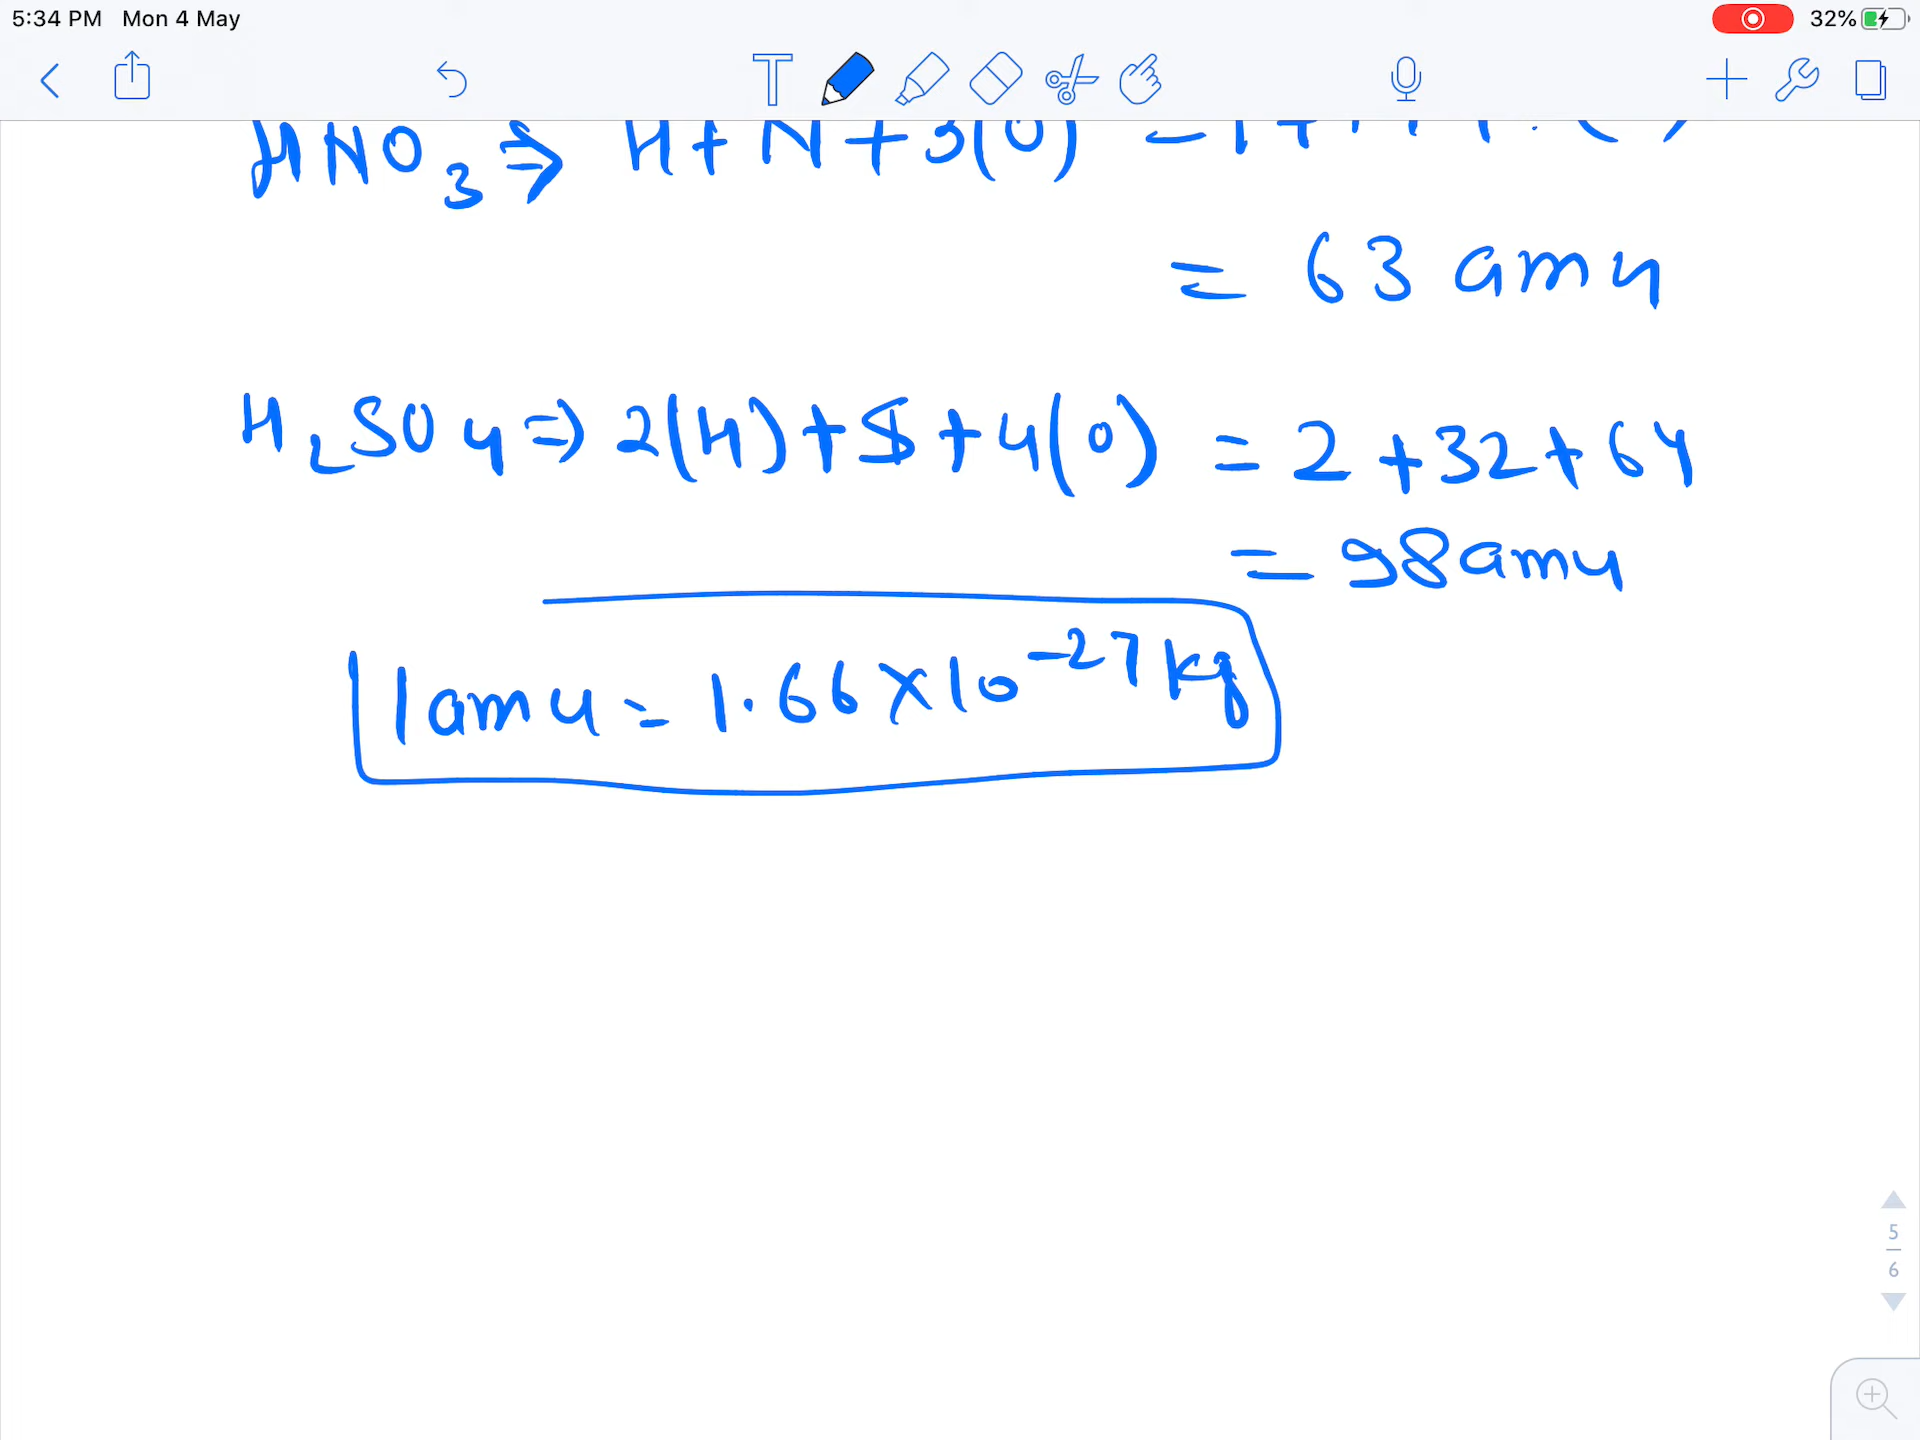 5:34 PM Mon 4 May 32%
T
HNO3 ⇒ H+N+3(O)
= 63 amu
H2SO4 ⇒ 2(H)+S+4(O) = 2+32+64
= 98 amu
1 amu = 1.66×10^-27 kg
5
6